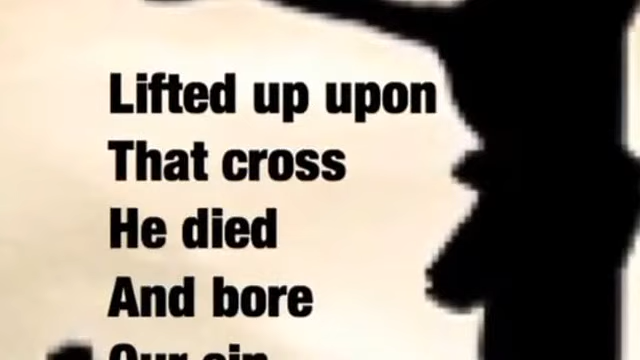 Lifted up upon
That cross
He died
And bore
Our sin